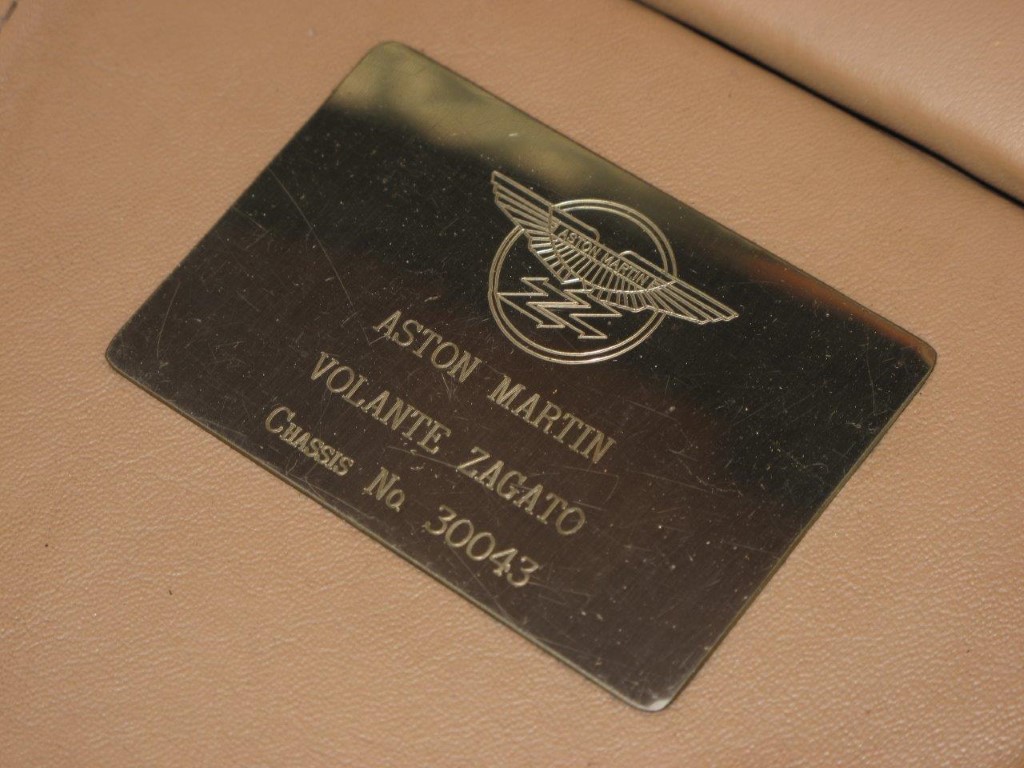 ASTON MARTIN
ASTON MARTIN
VOLANTE ZAGATO
CHASSIS No. 30043